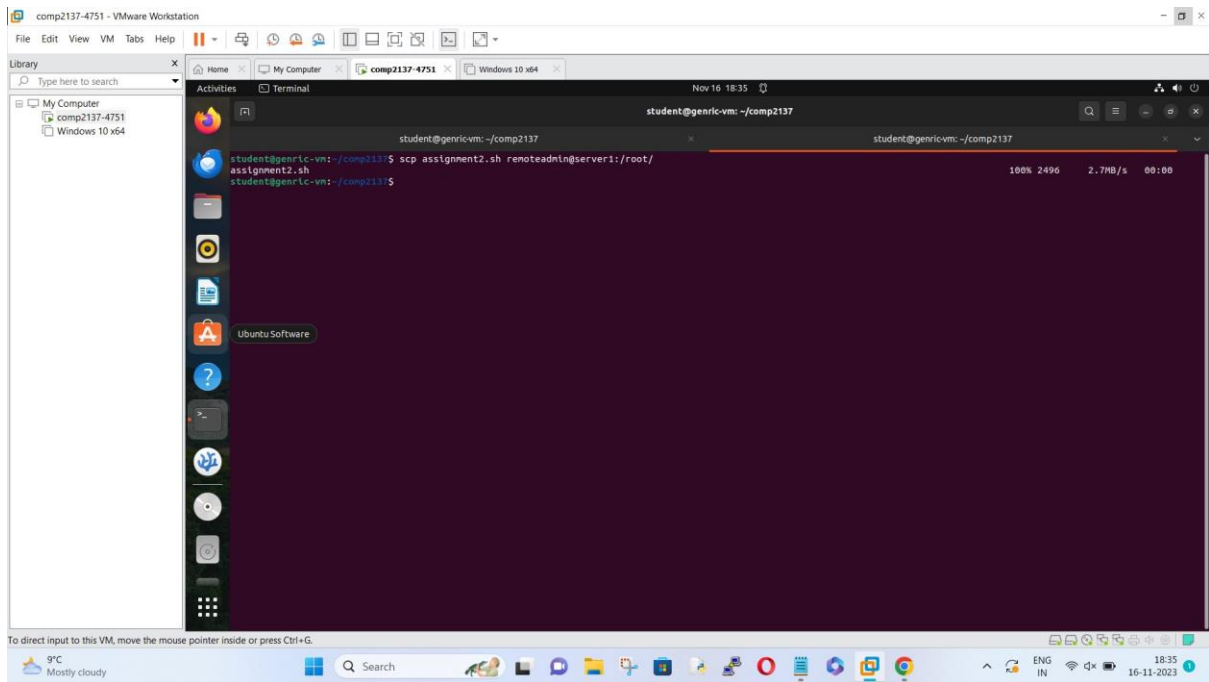 comp2137-4751 - VMware Workstation
File Edit View VM Tabs Help
Library X
Type here to search
My Computer
comp2137-4751
Windows 10 x64
Home
My Computer
comp2137-4751
Windows 10 x64
Activities Terminal Nov 16 18:35
student@genric-vm: ~/comp2137
student@genric-vm: ~/comp2137 student@genric-vm: ~/comp2137
student@genric-vm:~/comp2137$ scp assignment2.sh remoteadmin@server1:/root/
assignment2.sh 100% 2496 2.7MB/s 00:00
student@genric-vm:~/comp2137$
Ubuntu Software
To direct input to this VM, move the mouse pointer inside or press Ctrl+G.
9°C
Mostly cloudy
Search
ENG
IN
18:35
16-11-2023
1